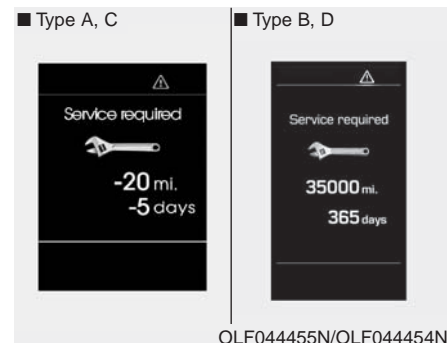 ■ Type A, C
Service required
-20 mi.
-5 days
■ Type B, D
Service required
35000 mi.
365 days
OLF044455N/OLF044454N